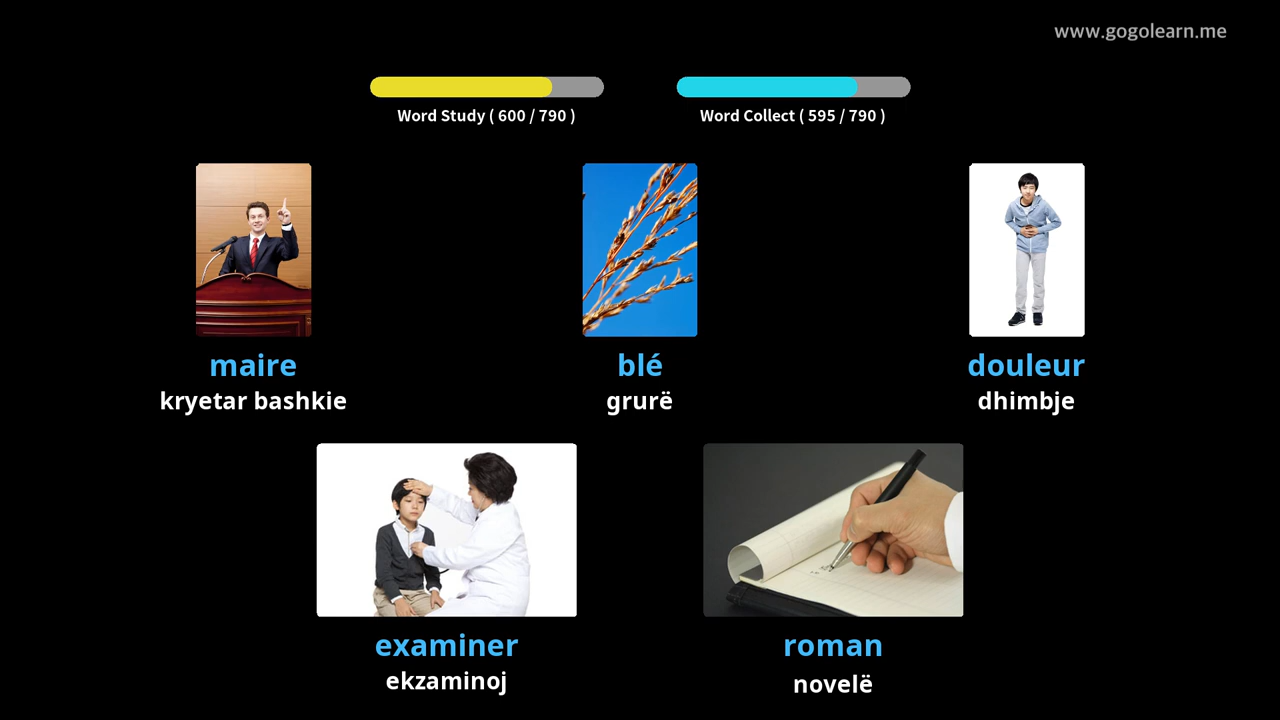 www.gogolearn.me
Word Study ( 600 / 790 )
Word Collect ( 595 / 790 )
maire
kryetar bashkie
blé
grurë
douleur
dhimbje
examiner
ekzaminoj
roman
novelë